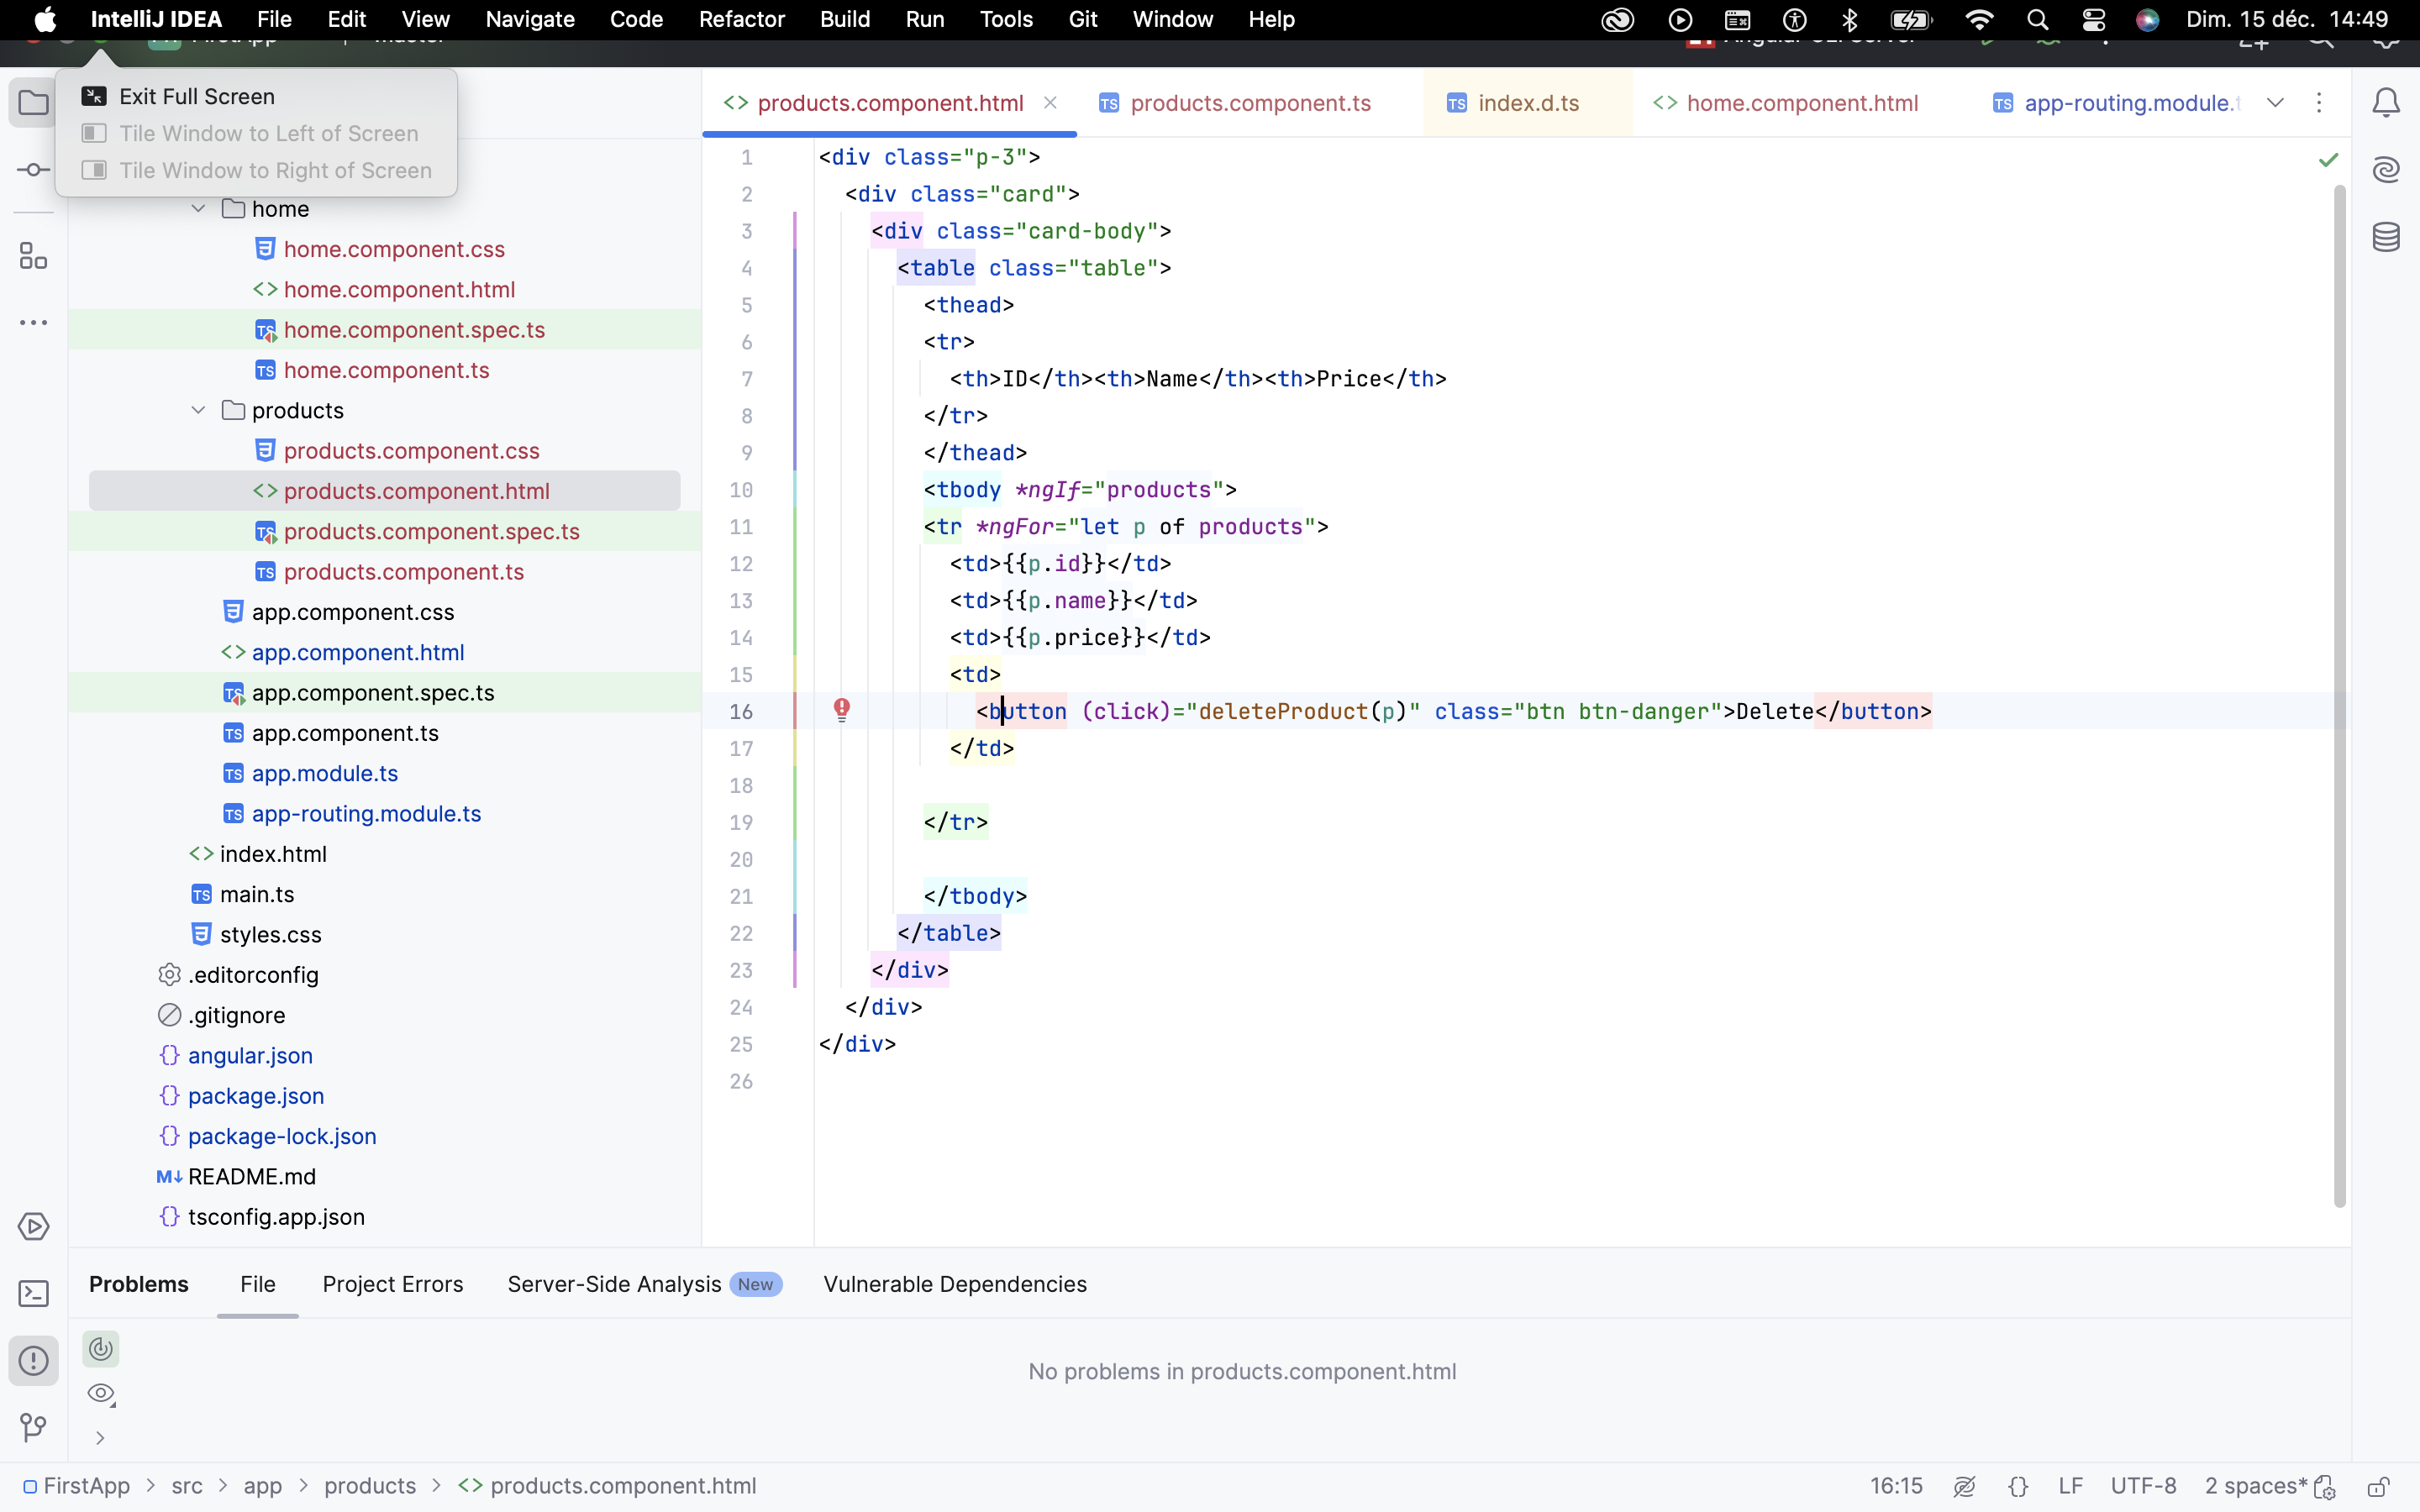 IntelliJ IDEA File Edit View Navigate Code Refactor Build Run Tools Git Window Help Dim. 15 déc. 14:49
Exit Full Screen
Tile Window to Left of Screen
Tile Window to Right of Screen
home
home.component.css
home.component.html
home.component.spec.ts
home.component.ts
products
products.component.css
products.component.html
products.component.spec.ts
products.component.ts
app.component.css
app.component.html
app.component.spec.ts
app.component.ts
app.module.ts
app-routing.module.ts
index.html
main.ts
styles.css
.editorconfig
.gitignore
angular.json
package.json
package-lock.json
README.md
tsconfig.app.json
products.component.html products.component.ts index.d.ts home.component.html app-routing.module.
1 <div class="p-3">
2 <div class="card">
3 <div class="card-body">
4 <table class="table">
5 <thead>
6 <tr>
7 <th>ID</th><th>Name</th><th>Price</th>
8 </tr>
9 </thead>
10 <tbody *ngIf="products">
11 <tr *ngFor="let p of products">
12 <td>{{p.id}}</td>
13 <td>{{p.name}}</td>
14 <td>{{p.price}}</td>
15 <td>
16 <button (click)="deleteProduct(p)" class="btn btn-danger">Delete</button>
17 </td>
18
19 </tr>
20
21 </tbody>
22 </table>
23 </div>
24 </div>
25 </div>
26
Problems File Project Errors Server-Side Analysis New Vulnerable Dependencies
No problems in products.component.html
FirstApp > src > app > products > products.component.html 16:15 LF UTF-8 2 spaces*